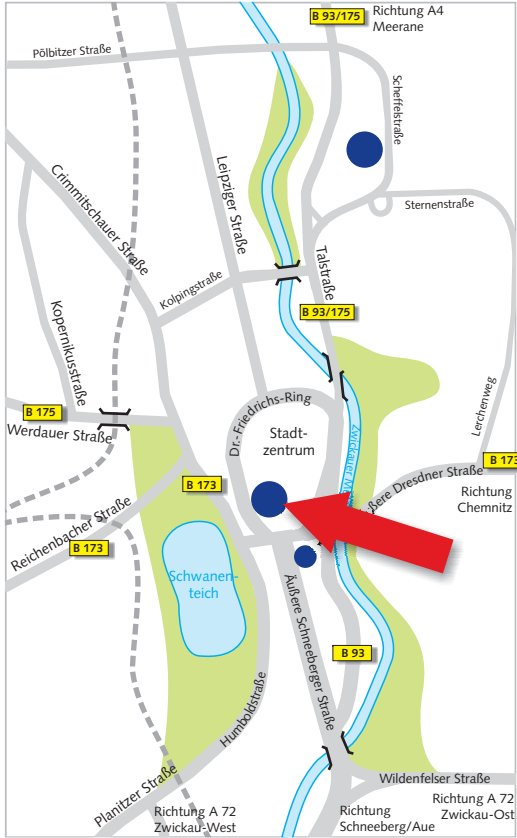 B 93/175
Richtung A4
Meerane
Pölbitzer Straße
Scheffelstraße
Crimmitschauer Straße
Leipziger Straße
Sternenstraße
Talstraße
Kolpingstraße
Kopernikusstraße
B 93/175
Lerchenweg
Dr.-Friedrichs-Ring
B 175
Werdauer Straße
Stadt-
zentrum
Zwickauer
B 173
B 173
Dresdner Straße
Richtung
Chemnitz
Reichenbacher Straße
B 173
Schwanen-
teich
Äußere Schneeberger Straße
B 93
Humboldstraße
Planitzer Straße
Wildenfelser Straße
Richtung A 72
Zwickau-West
Richtung
Schneeberg/Aue
Richtung A 72
Zwickau-Ost